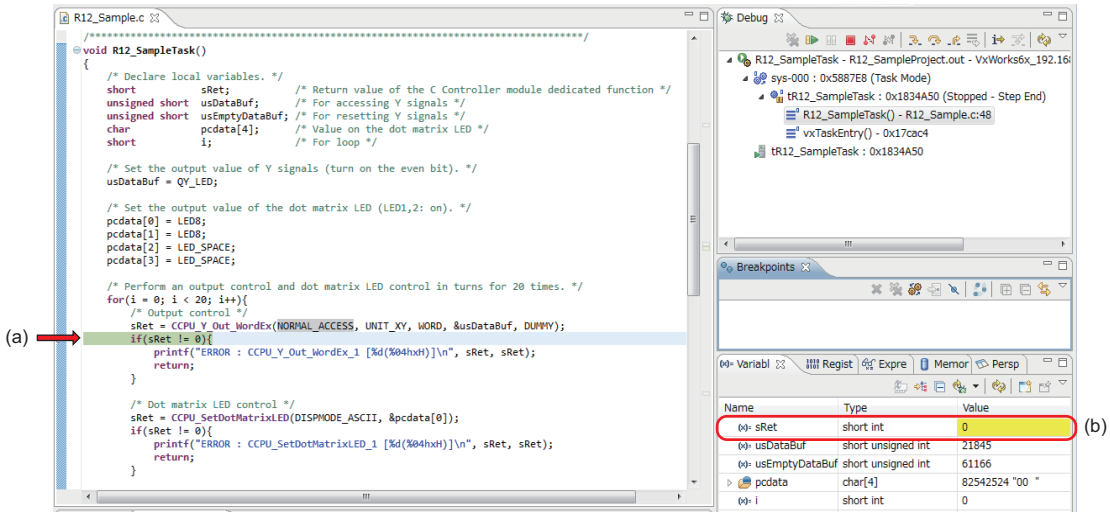 R12_Sample.c
/******************************************************************************/
void R12_SampleTask()
{
/* Declare local variables. */
short sRet; /* Return value of the C Controller module dedicated function */
unsigned short usDataBuf; /* For accessing Y signals */
unsigned short usEmptyDataBuf; /* For resetting Y signals */
char pcdata[4]; /* Value on the dot matrix LED */
short i; /* For loop */
/* Set the output value of Y signals (turn on the even bit). */
usDataBuf = QY_LED;
/* Set the output value of the dot matrix LED (LED1,2: on). */
pcdata[0] = LED8;
pcdata[1] = LED8;
pcdata[2] = LED_SPACE;
pcdata[3] = LED_SPACE;
/* Perform an output control and dot matrix LED control in turns for 20 times. */
for(i = 0; i < 20; i++){
/* Output control */
sRet = CCPU_Y_Out_WordEx(NORMAL_ACCESS, UNIT_XY, WORD, &usDataBuf, DUMMY);
(a)
if(sRet != 0){
printf("ERROR : CCPU_Y_Out_WordEx_1 [%d(%04hxH)]\n", sRet, sRet);
return;
}
/* Dot matrix LED control */
sRet = CCPU_SetDotMatrixLED(DISPMODE_ASCII, &pcdata[0]);
if(sRet != 0){
printf("ERROR : CCPU_SetDotMatrixLED_1 [%d(%04hxH)]\n", sRet, sRet);
return;
}
Debug
R12_SampleTask - R12_SampleProject.out - VxWorks6x_192.16
sys-000 : 0x5887E8 (Task Mode)
tR12_SampleTask : 0x1834A50 (Stopped - Step End)
R12_SampleTask() - R12_Sample.c:48
vxTaskEntry() - 0x17cac4
tR12_SampleTask : 0x1834A50
Breakpoints
(x)= Variabl Regist Expre Memor Persp
Name Type Value
(x)= sRet short int 0
(b)
(x)= usDataBuf short unsigned int 21845
(x)= usEmptyDataBuf short unsigned int 61166
pcdata char[4] 82542524 "00 "
(x)= i short int 0